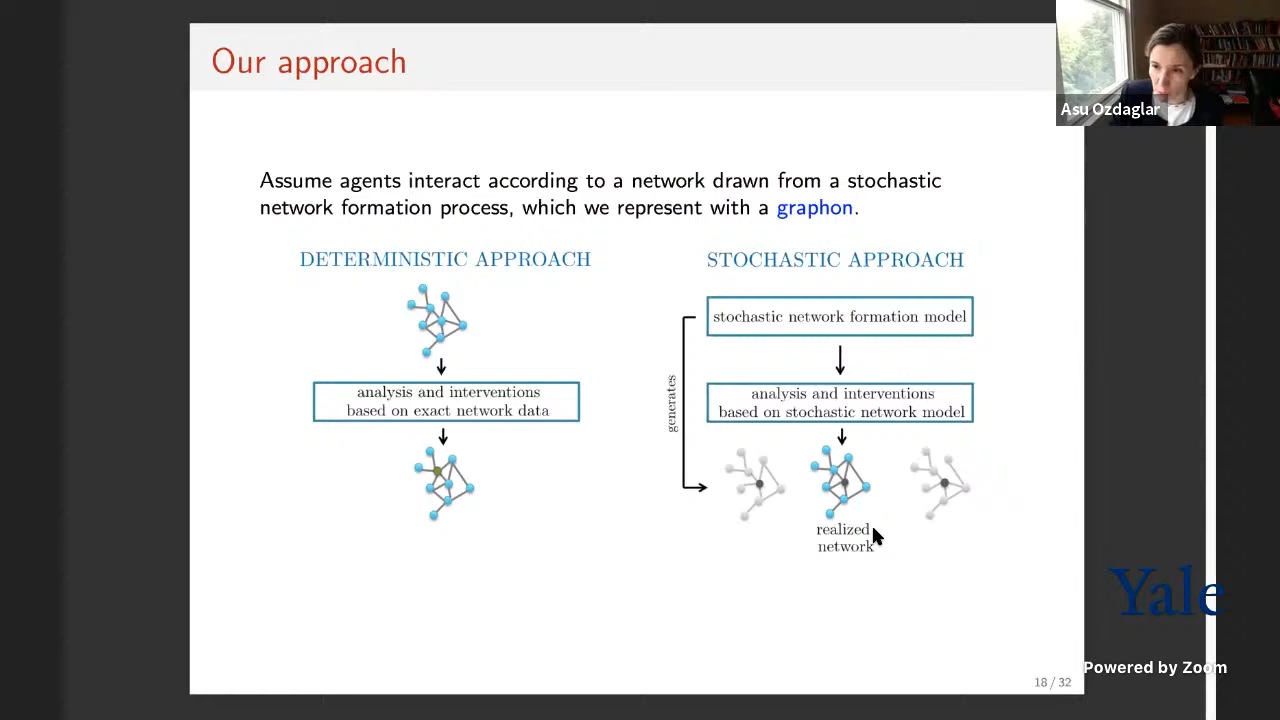 Our approach
Asu Ozdaglar
Assume agents interact according to a network drawn from a stochastic
network formation process, which we represent with a graphon.
DETERMINISTIC APPROACH
analysis and interventions
based on exact network data
STOCHASTIC APPROACH
stochastic network formation model
generates
analysis and interventions
based on stochastic network model
realized
network
Yale
Powered by Zoom
18 / 32